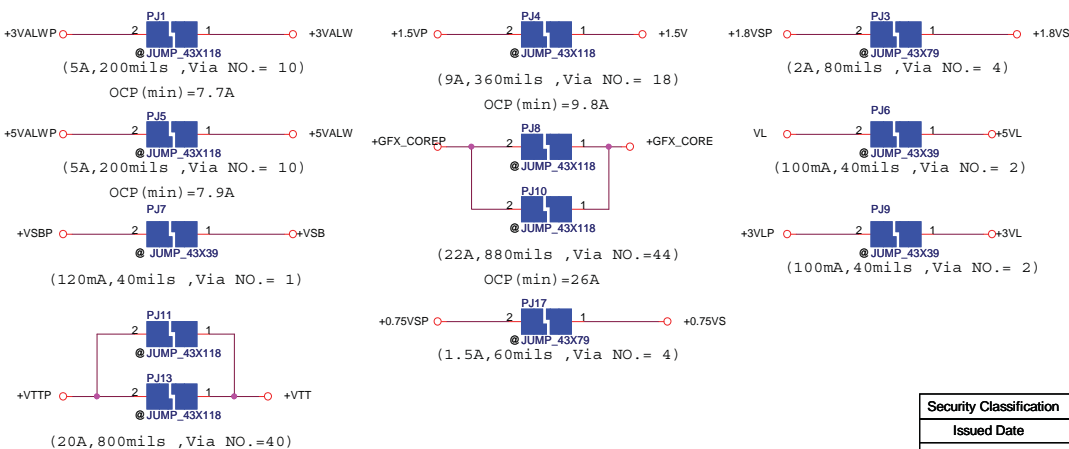 PJ1
+3VALWP 2 1 +3VALW
@ JUMP_43X118
(5A,200mils ,Via NO.= 10)
OCP(min)=7.7A
PJ5
+5VALWP 2 1 +5VALW
@ JUMP_43X118
(5A,200mils ,Via NO.= 10)
OCP(min)=7.9A
PJ7
+VSBP 2 1 +VSB
@ JUMP_43X39
(120mA,40mils ,Via NO.= 1)
PJ11
2 1
@ JUMP_43X118
PJ13
+VTTP 2 1 +VTT
@ JUMP_43X118
(20A,800mils ,Via NO.=40)
PJ4
+1.5VP 2 1 +1.5V
@ JUMP_43X118
(9A,360mils ,Via NO.= 18)
OCP(min)=9.8A
PJ8
+GFX_COREP 2 1 +GFX_CORE
@ JUMP_43X118
PJ10
2 1
@ JUMP_43X118
(22A,880mils ,Via NO.=44)
OCP(min)=26A
PJ17
+0.75VSP 2 1 +0.75VS
@ JUMP_43X79
(1.5A,60mils ,Via NO.= 4)
PJ3
+1.8VSP 2 1 +1.8VS
@ JUMP_43X79
(2A,80mils ,Via NO.= 4)
PJ6
VL 2 1 +5VL
@ JUMP_43X39
(100mA,40mils ,Via NO.= 2)
PJ9
+3VLP 2 1 +3VL
@ JUMP_43X39
(100mA,40mils ,Via NO.= 2)
Security Classification
Issued Date